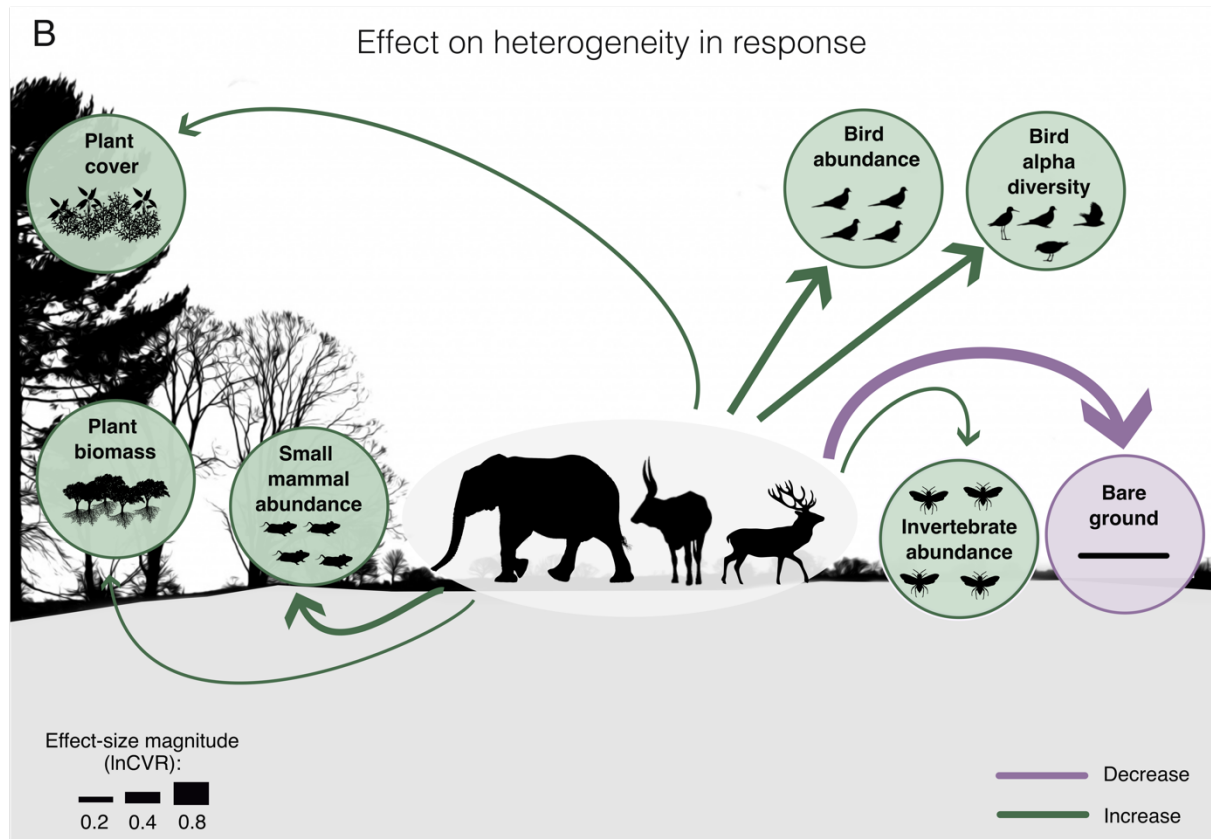 B
Effect on heterogeneity in response
Plant
cover
Bird
abundance
Bird
alpha
diversity
Plant
biomass
Small
mammal
abundance
Invertebrate
abundance
Bare
ground
Effect-size magnitude
(lnCVR):
0.2 0.4 0.8
Decrease
Increase